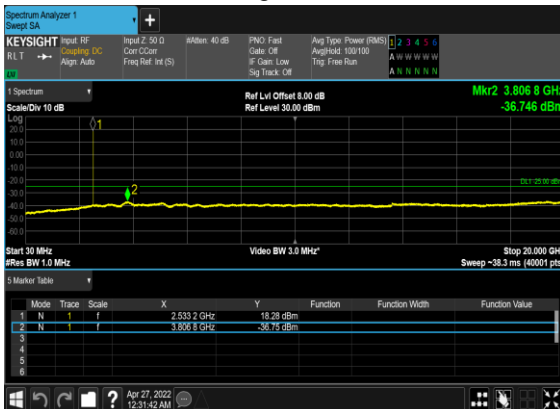 Spectrum Analyzer 1
Swept SA
+
KEYSIGHT Input: RF Input Z: 50 Ω #Atten: 40 dB PNO: Fast Avg Type: Power (RMS) 1 2 3 4 5 6
RLT Coupling: DC Corr CCorr Gate: Off Avg|Hold: 100/100 A W W W W W
Align: Auto Freq Ref: Int (S) IF Gain: Low Trig: Free Run
Sig Track: Off A N N N N N
1 Spectrum Ref Lvl Offset 8.00 dB Mkr2 3.806 8 GHz
Scale/Div 10 dB Ref Level 30.00 dBm -36.746 dBm
Log
20.0
10.0
0.00
-10.0
-20.0
-30.0
-40.0
-50.0
-60.0
1
2
DL1 -25.00 dBm
Start 30 MHz Video BW 3.0 MHz* Stop 20.000 GHz
#Res BW 1.0 MHz Sweep ~38.3 ms (40001 pts)
5 Marker Table
Mode Trace Scale X Y Function Function Width Function Value
1 N 1 f 2.533 2 GHz 18.28 dBm
2 N 1 f 3.806 8 GHz -36.75 dBm
3
4
5
6
? Apr 27, 2022
12:31:42 AM